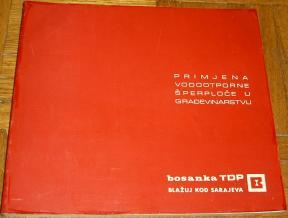 PRIMJENA
VODOOTPORNE
ŠPERPLOČE U
GRAĐEVINARSTVU
bosanka TDP
BLAŽUJ KOD SARAJEVA